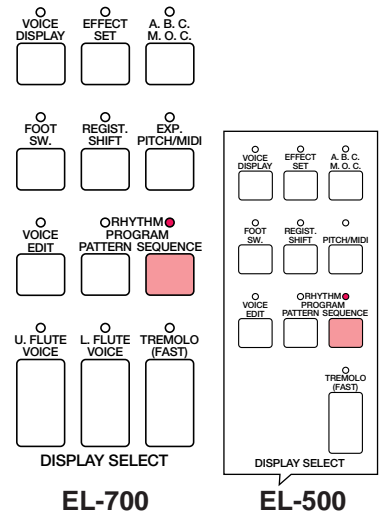 VOICE DISPLAY
EFFECT SET
A. B. C. M. O. C.
FOOT SW.
REGIST. SHIFT
EXP. PITCH/MIDI
VOICE EDIT
RHYTHM PROGRAM
PATTERN SEQUENCE
U. FLUTE VOICE
L. FLUTE VOICE
TREMOLO (FAST)
DISPLAY SELECT
EL-700
VOICE DISPLAY
EFFECT SET
A. B. C. M. O. C.
FOOT SW.
REGIST. SHIFT
PITCH/MIDI
VOICE EDIT
RHYTHM PROGRAM
PATTERN SEQUENCE
TREMOLO (FAST)
DISPLAY SELECT
EL-500